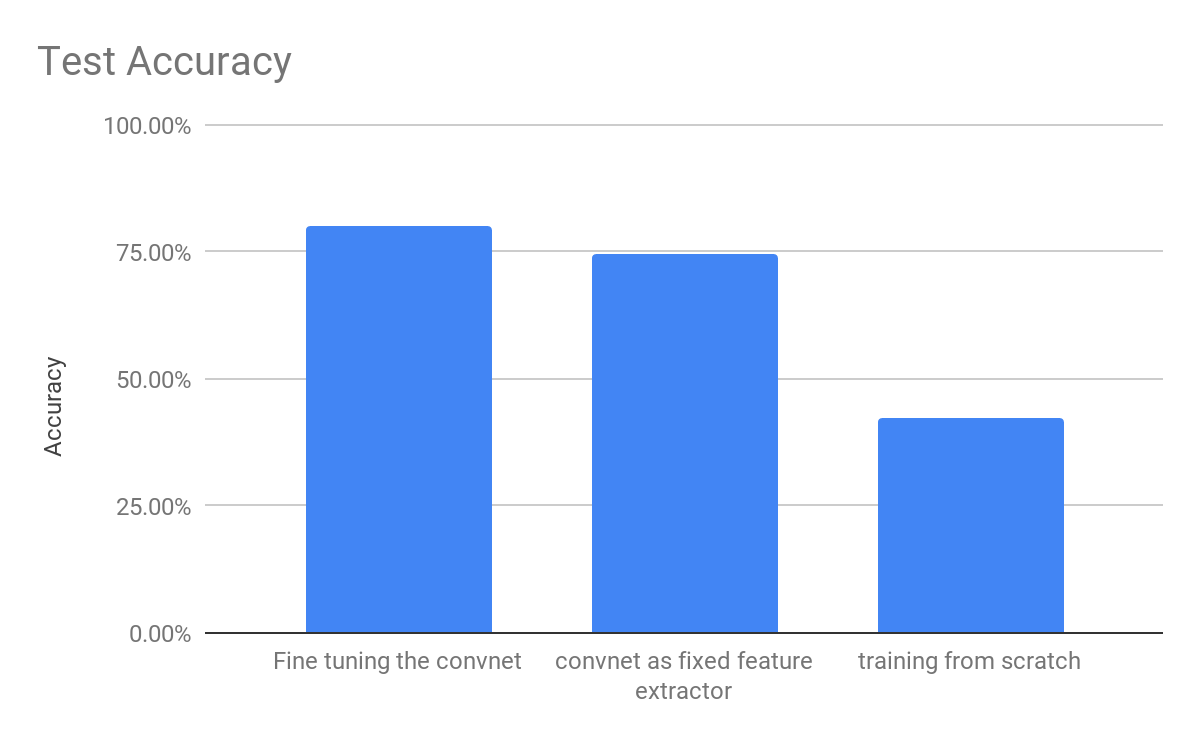 Test Accuracy
100.00%
75.00%
50.00%
25.00%
0.00%
Accuracy
Fine tuning the convnet
convnet as fixed feature
extractor
training from scratch